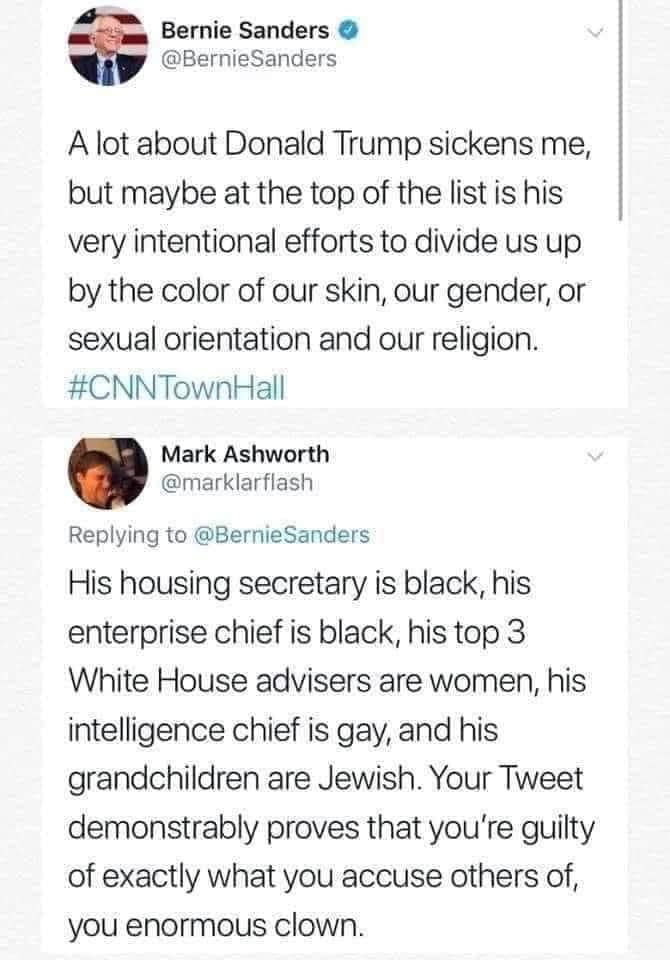 Bernie Sanders
@BernieSanders
A lot about Donald Trump sickens me,
but maybe at the top of the list is his
very intentional efforts to divide us up
by the color of our skin, our gender, or
sexual orientation and our religion.
#CNNTownHall
Mark Ashworth
@marklarflash
Replying to @BernieSanders
His housing secretary is black, his
enterprise chief is black, his top 3
White House advisers are women, his
intelligence chief is gay, and his
grandchildren are Jewish. Your Tweet
demonstrably proves that you're guilty
of exactly what you accuse others of,
you enormous clown.